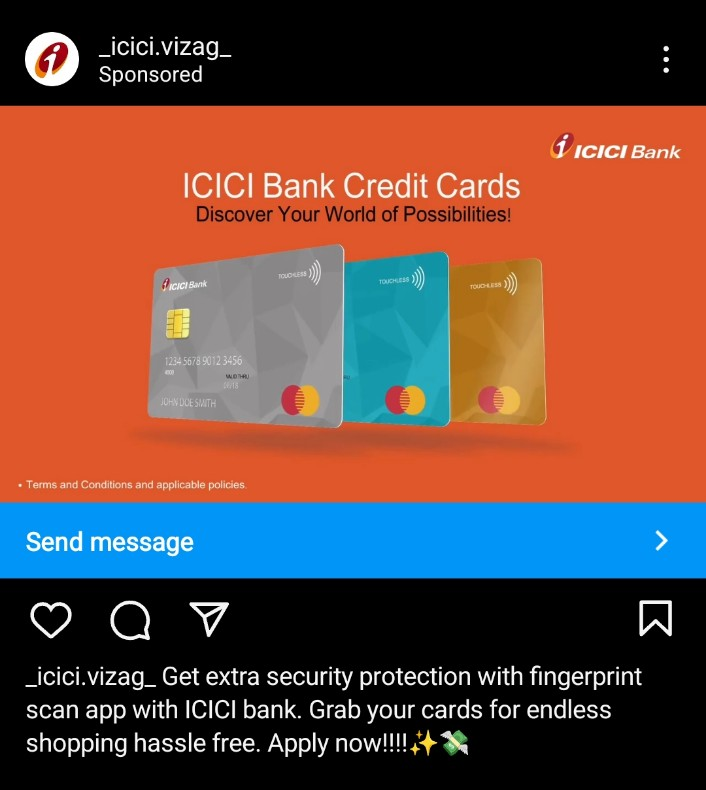 _icici.vizag_
Sponsored
ICICI Bank
ICICI Bank Credit Cards
Discover Your World of Possibilities!
ICICI Bank
TOUCHLESS
TOUCHLESS
TOUCHLESS
1234 5678 9012 3456
VALID THRU
JOHN DOE SMITH
• Terms and Conditions and applicable policies.
Send message
_icici.vizag_ Get extra security protection with fingerprint
scan app with ICICI bank. Grab your cards for endless
shopping hassle free. Apply now!!!!✨💸